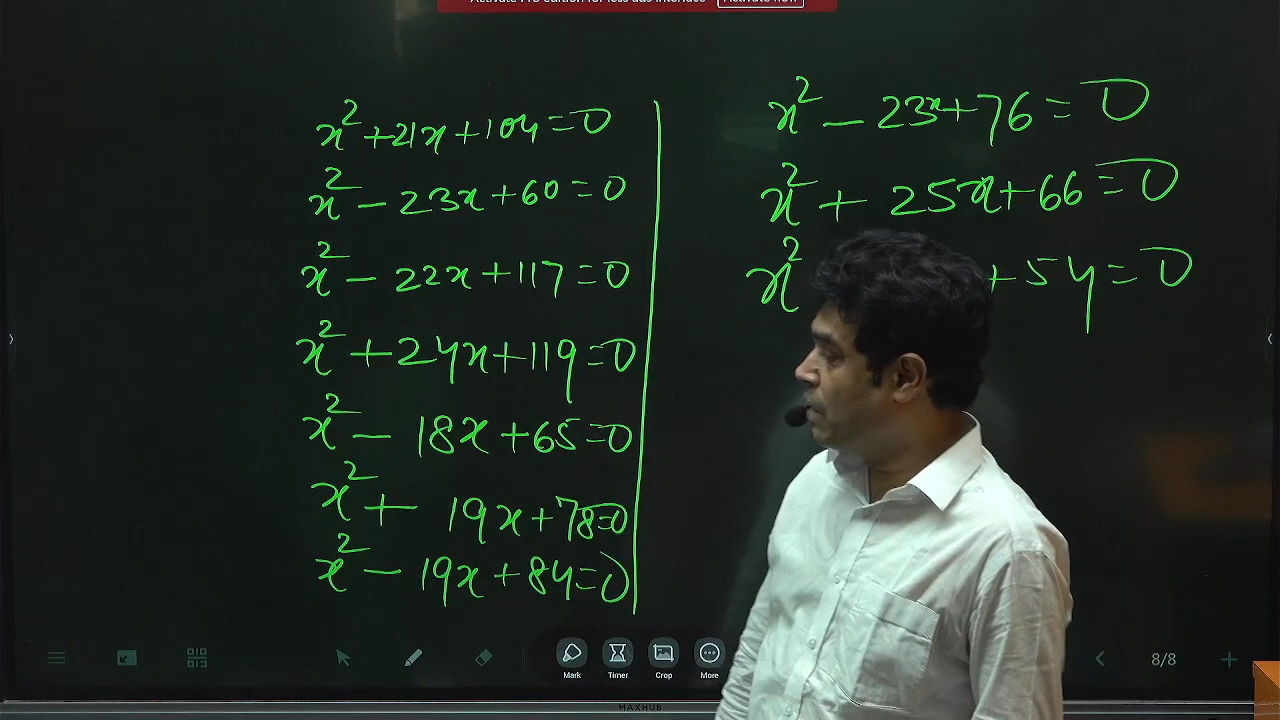 x² + 21x + 104 = 0
x² - 23x + 60 = 0
x² - 22x + 117 = 0
x² + 24x + 119 = 0
x² - 18x + 65 = 0
x² + 19x + 78 = 0
x² - 19x + 84 = 0
x² - 23x + 76 = 0
x² + 25x + 66 = 0
x² + 54 = 0
Mark
Timer
Crop
More
8/8
MAXHUB